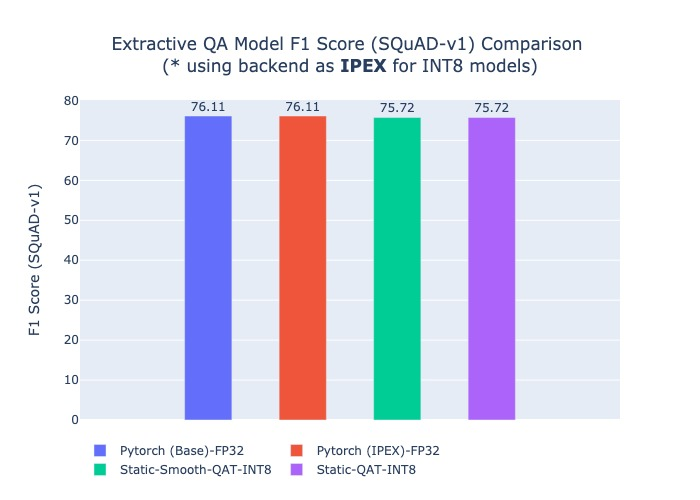 Extractive QA Model F1 Score (SQuAD-v1) Comparison
(* using backend as IPEX for INT8 models)
F1 Score (SQuAD-v1)
80
70
60
50
40
30
20
10
0
76.11 76.11 75.72 75.72
Pytorch (Base)-FP32 Pytorch (IPEX)-FP32
Static-Smooth-QAT-INT8 Static-QAT-INT8